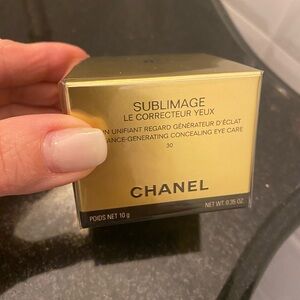 SUBLIMAGE
LE CORRECTEUR YEUX
UNIFIANT REGARD GÉNÉRATEUR D'ÉCLAT
CONCEALING EYE CARE
30
CHANEL
POIDS NET 10 g
NET WT. 0.35 OZ.